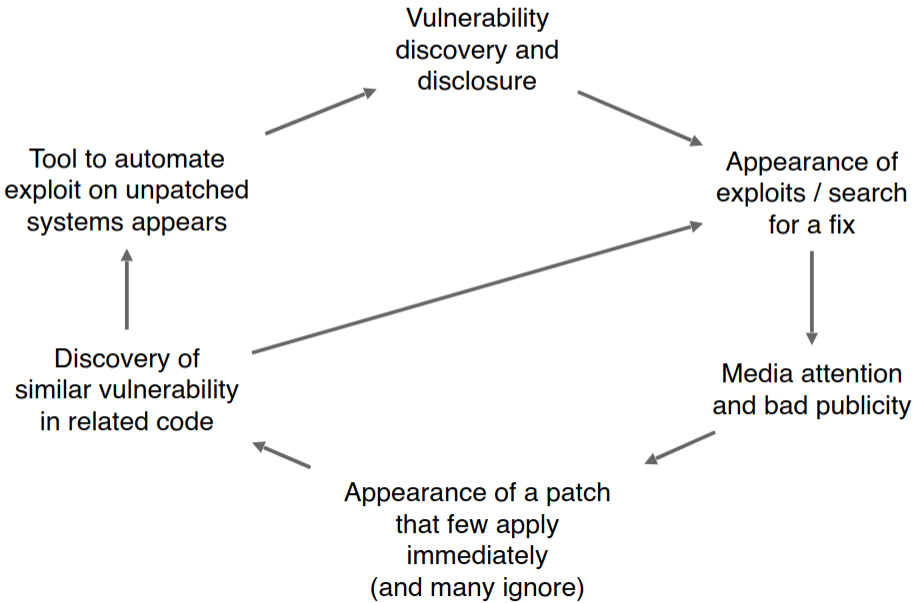 Vulnerability
discovery and
disclosure
Appearance of
exploits / search
for a fix
Media attention
and bad publicity
Appearance of a patch
that few apply
immediately
(and many ignore)
Discovery of
similar vulnerability
in related code
Tool to automate
exploit on unpatched
systems appears